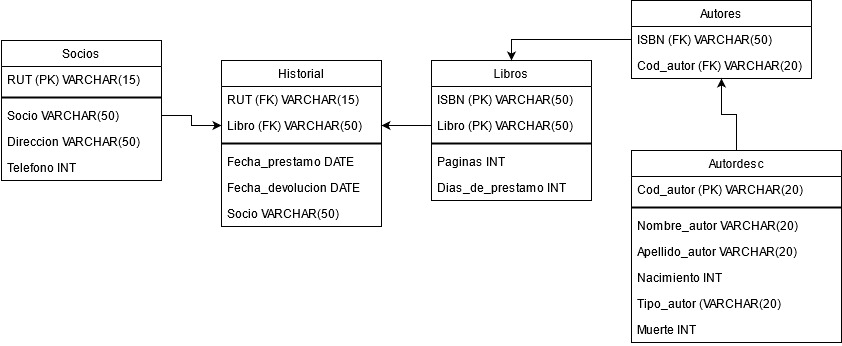 Socios
RUT (PK) VARCHAR(15)
Socio VARCHAR(50)
Direccion VARCHAR(50)
Telefono INT
Historial
RUT (FK) VARCHAR(15)
Libro (FK) VARCHAR(50)
Fecha_prestamo DATE
Fecha_devolucion DATE
Socio VARCHAR(50)
Libros
ISBN (PK) VARCHAR(50)
Libro (PK) VARCHAR(50)
Paginas INT
Dias_de_prestamo INT
Autores
ISBN (FK) VARCHAR(50)
Cod_autor (FK) VARCHAR(20)
Autordesc
Cod_autor (PK) VARCHAR(20)
Nombre_autor VARCHAR(20)
Apellido_autor VARCHAR(20)
Nacimiento INT
Tipo_autor (VARCHAR(20)
Muerte INT